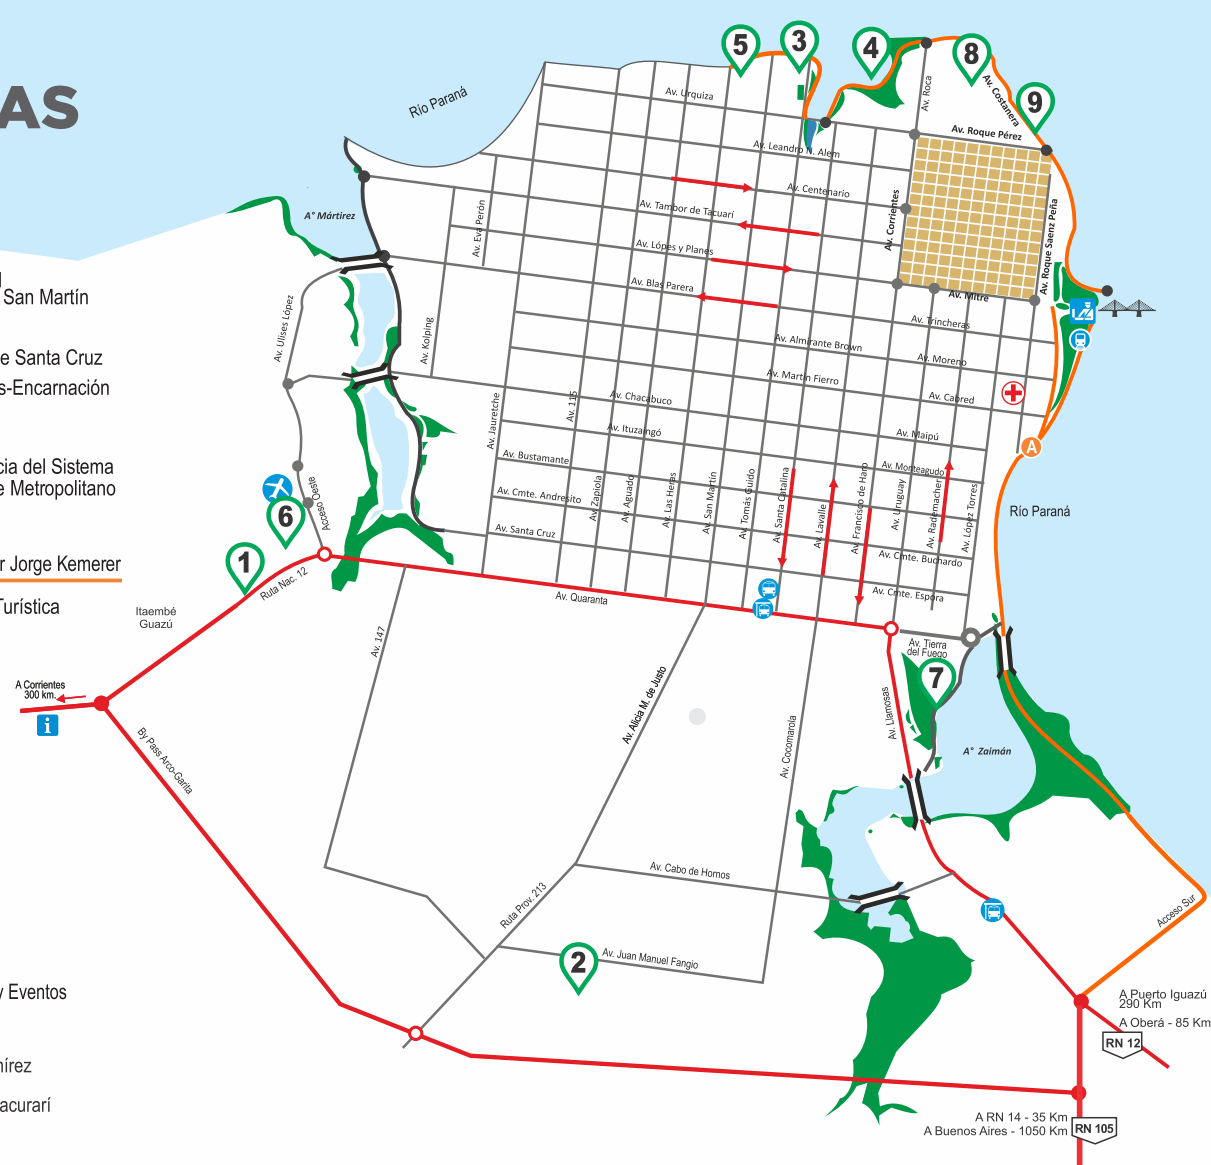 AS
5
3
4
8
9
Río Paraná
Av. Urquiza
Av. Roca
Av. Costanera
Av. Roque Pérez
Av. Leandro N. Alem
Av. Centenario
Av. Tambor de Tacuarí
Av. Lópes y Planes
Av. Blas Parera
Av. Corrientes
Av. Roque Saenz Peña
Av. Mitre
A° Mártirez
Av. Eva Perón
San Martín
e Santa Cruz
s-Encarnación
Av. Ulises López
Av. Kolping
Av. Trincheras
Av. Almirante Brown
Av. Moreno
Av. Martín Fierro
Av. Cabred
Av. Chacabuco
Av. 115
Av. Jauretche
Av. Ituzaingó
Av. Maipú
A
cia del Sistema
e Metropolitano
Av. Bustamante
Av. Monteagudo
Av. Cmte. Andresito
Av. Zapiola
Av. Aguado
Av. Las Heras
Av. San Martín
Av. Tomás Guido
Av. Santa Catalina
Av. Lavalle
Av. Francisco de Haro
Av. Uruguay
Av. Rademacher
Av. López Torres
Río Paraná
Acceso Oeste
6
Av. Santa Cruz
Av. Cmte. Buchardo
r Jorge Kemerer
1
Ruta Nac. 12
Av. Quaranta
Av. Cmte. Espora
Turística
Itaembé
Guazú
Av. 147
Av. Tierra
del Fuego
7
A Corrientes
300 km.
i
Av. Alicia M. de Justo
Av. Llamosas
Av. Cocomarola
A° Zaimán
By Pass Arco-Garita
Av. Cabo de Hornos
Ruta Prov. 213
Acceso Sur
2
Av. Juan Manuel Fangio
y Eventos
A Puerto Iguazú
290 Km
A Oberá - 85 Km
RN 12
nírez
acurarí
A RN 14 - 35 Km
A Buenos Aires - 1050 Km
RN 105